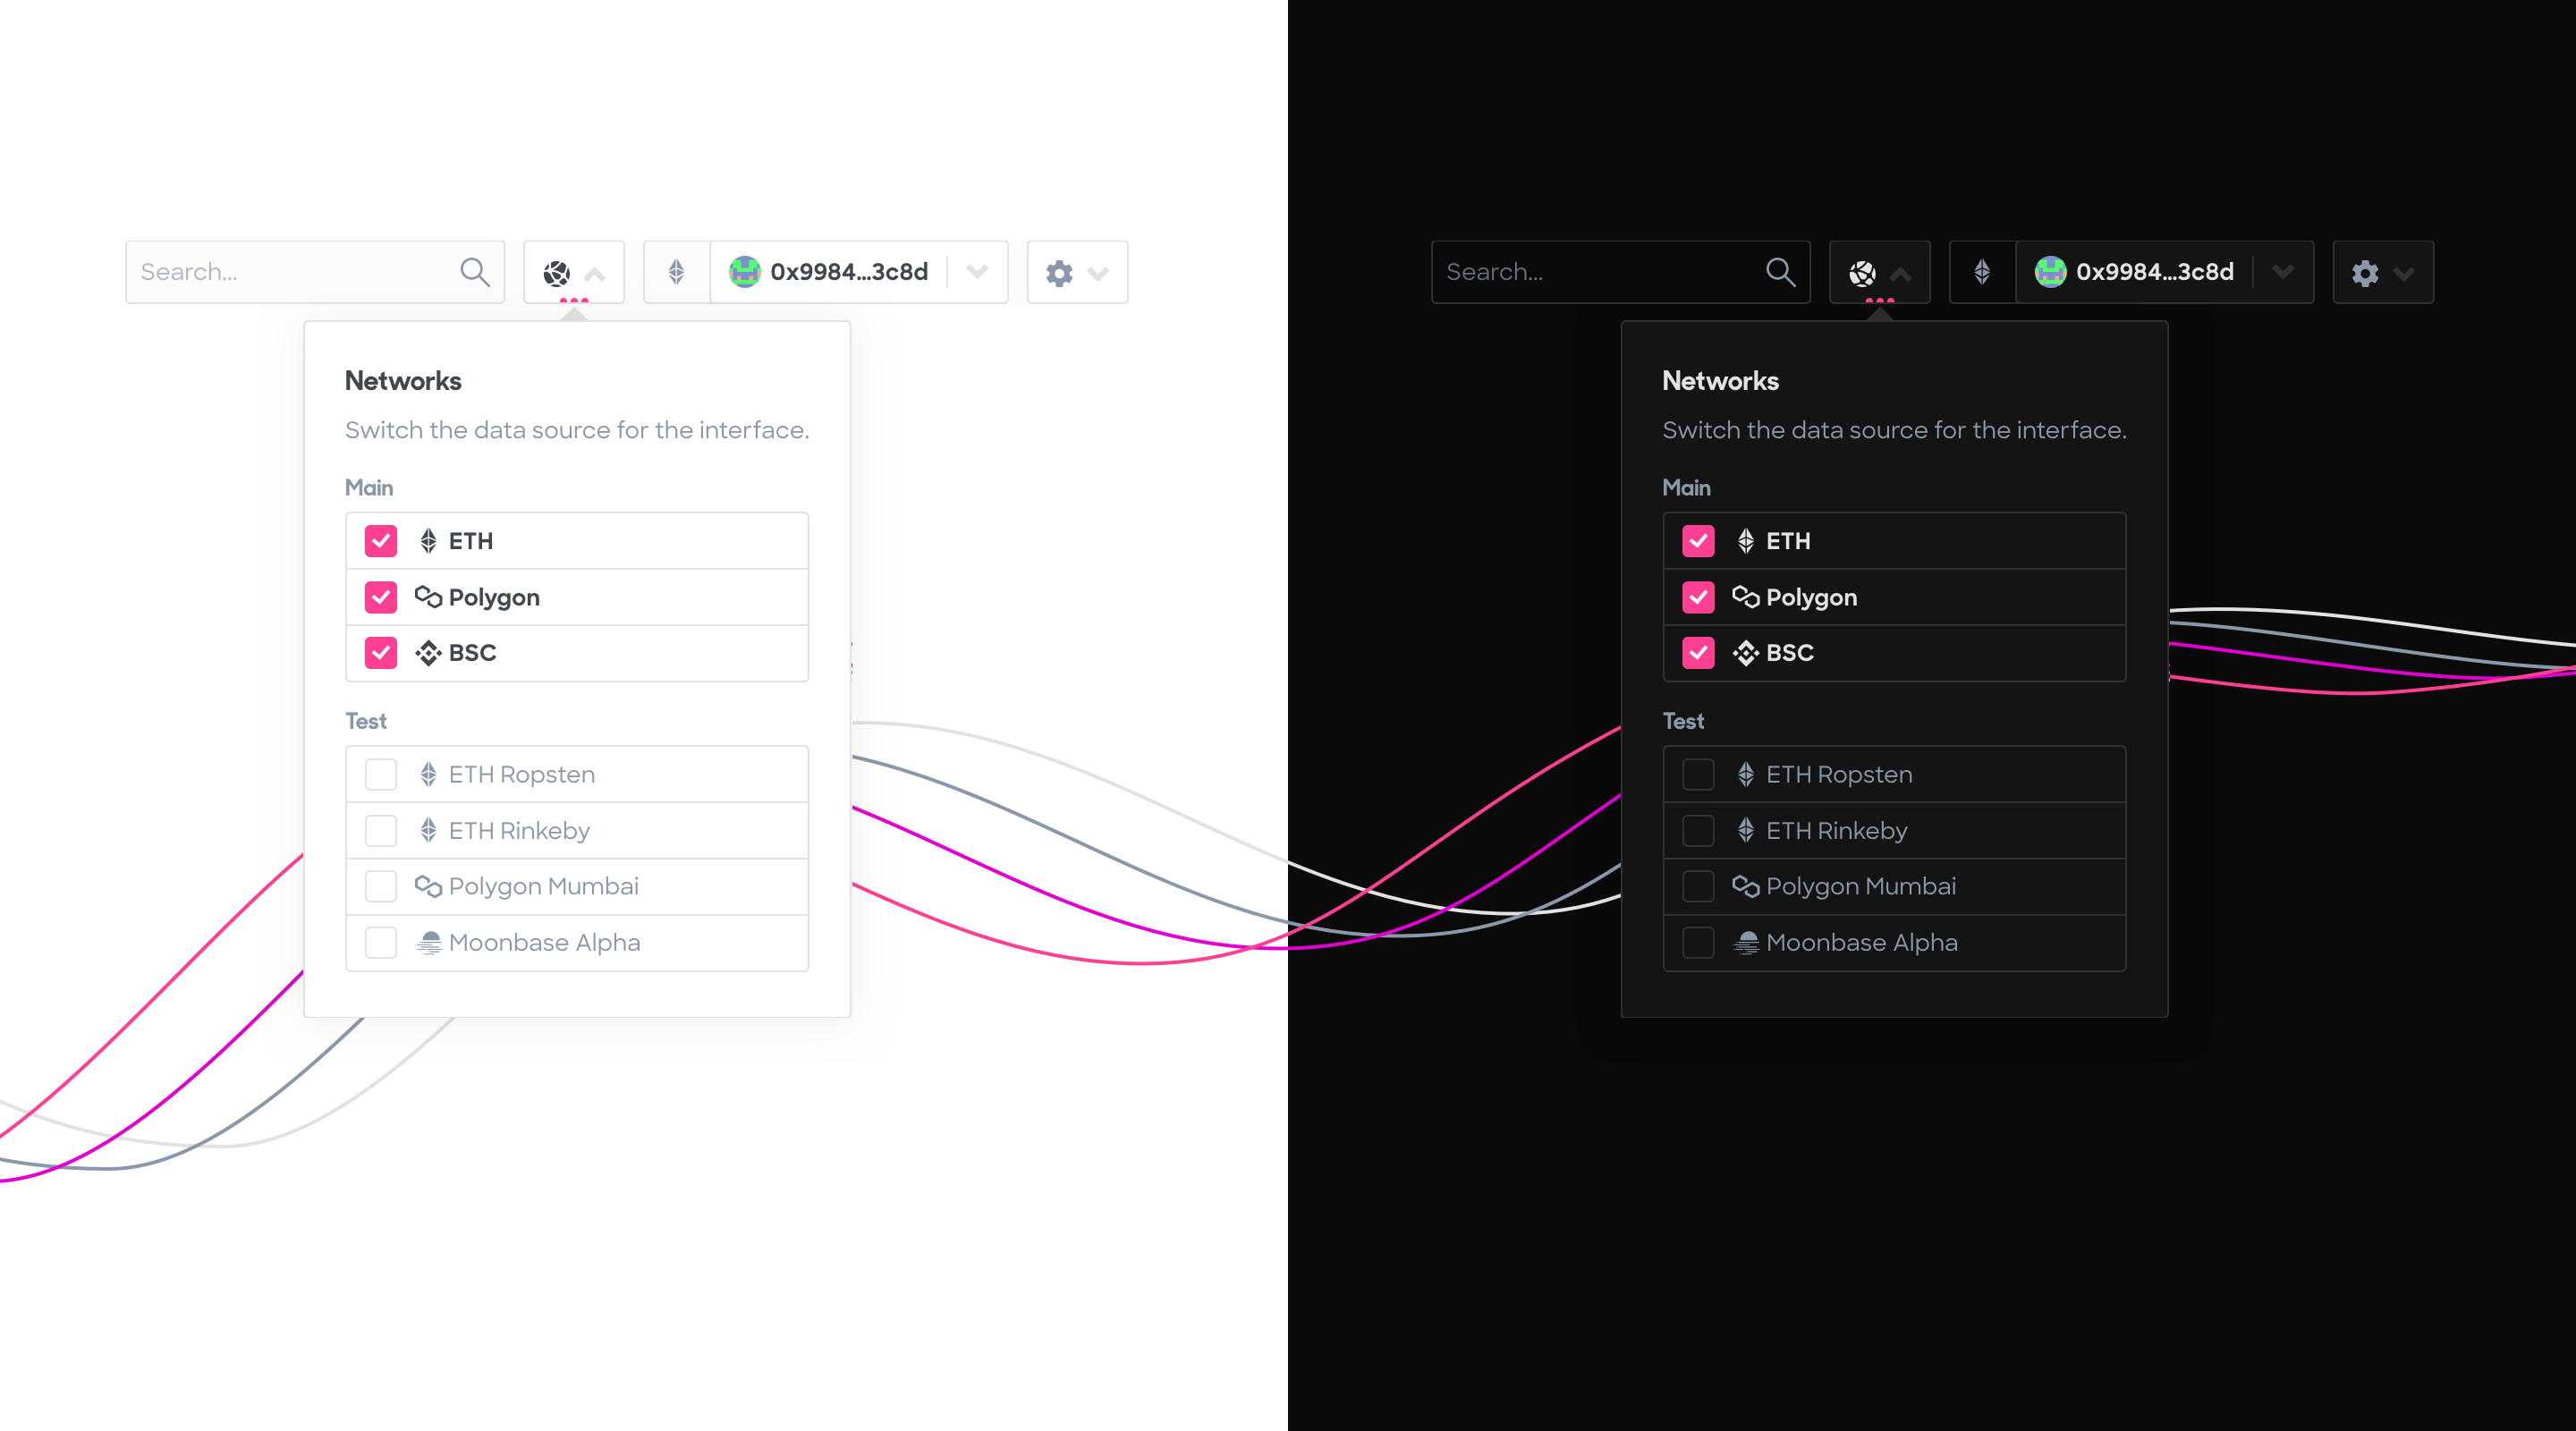 Search...
0x9984...3c8d
Networks
Switch the data source for the interface.
Main
ETH
Polygon
BSC
Test
ETH Ropsten
ETH Rinkeby
Polygon Mumbai
Moonbase Alpha
Search...
0x9984...3c8d
Networks
Switch the data source for the interface.
Main
ETH
Polygon
BSC
Test
ETH Ropsten
ETH Rinkeby
Polygon Mumbai
Moonbase Alpha